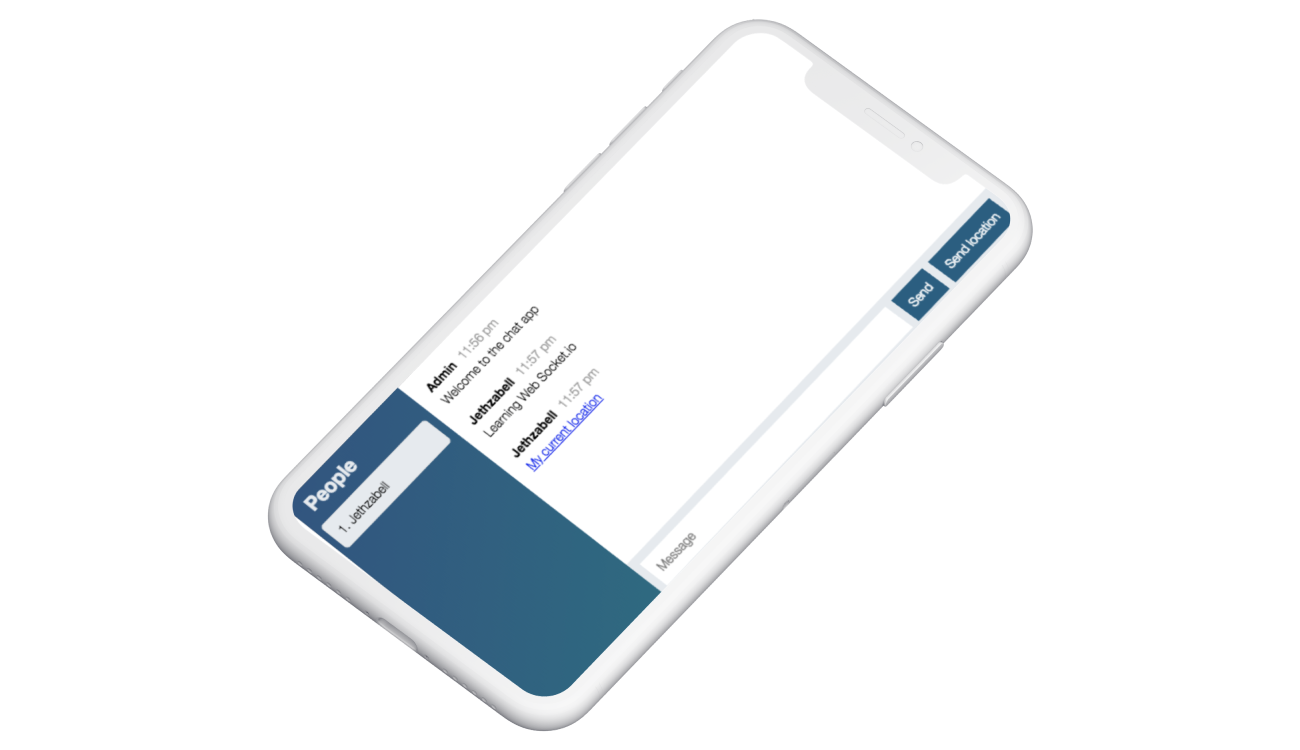 People
1. Jethzabell
Admin 11:56 pm
Welcome to the chat app
Jethzabell 11:57 pm
Learning Web Socket.io
Jethzabell 11:57 pm
My current location
Message
Send
Send location